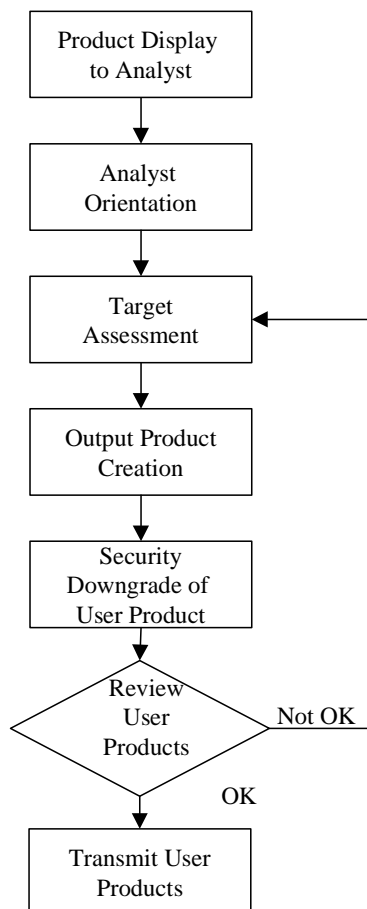 Product Display
to Analyst
Analyst
Orientation
Target
Assessment
Output Product
Creation
Security
Downgrade of
User Product
Review
User
Products
Not OK
OK
Transmit User
Products